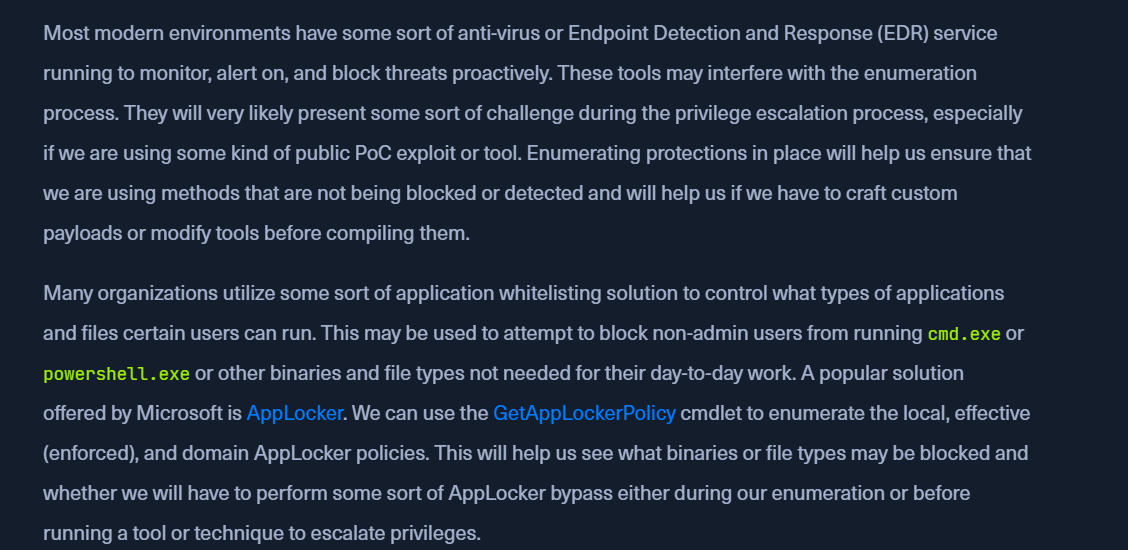 Most modern environments have some sort of anti-virus or Endpoint Detection and Response (EDR) service
running to monitor, alert on, and block threats proactively. These tools may interfere with the enumeration
process. They will very likely present some sort of challenge during the privilege escalation process, especially
if we are using some kind of public PoC exploit or tool. Enumerating protections in place will help us ensure that
we are using methods that are not being blocked or detected and will help us if we have to craft custom
payloads or modify tools before compiling them.
Many organizations utilize some sort of application whitelisting solution to control what types of applications
and files certain users can run. This may be used to attempt to block non-admin users from running cmd.exe or
powershell.exe or other binaries and file types not needed for their day-to-day work. A popular solution
offered by Microsoft is AppLocker. We can use the GetAppLockerPolicy cmdlet to enumerate the local, effective
(enforced), and domain AppLocker policies. This will help us see what binaries or file types may be blocked and
whether we will have to perform some sort of AppLocker bypass either during our enumeration or before
running a tool or technique to escalate privileges.